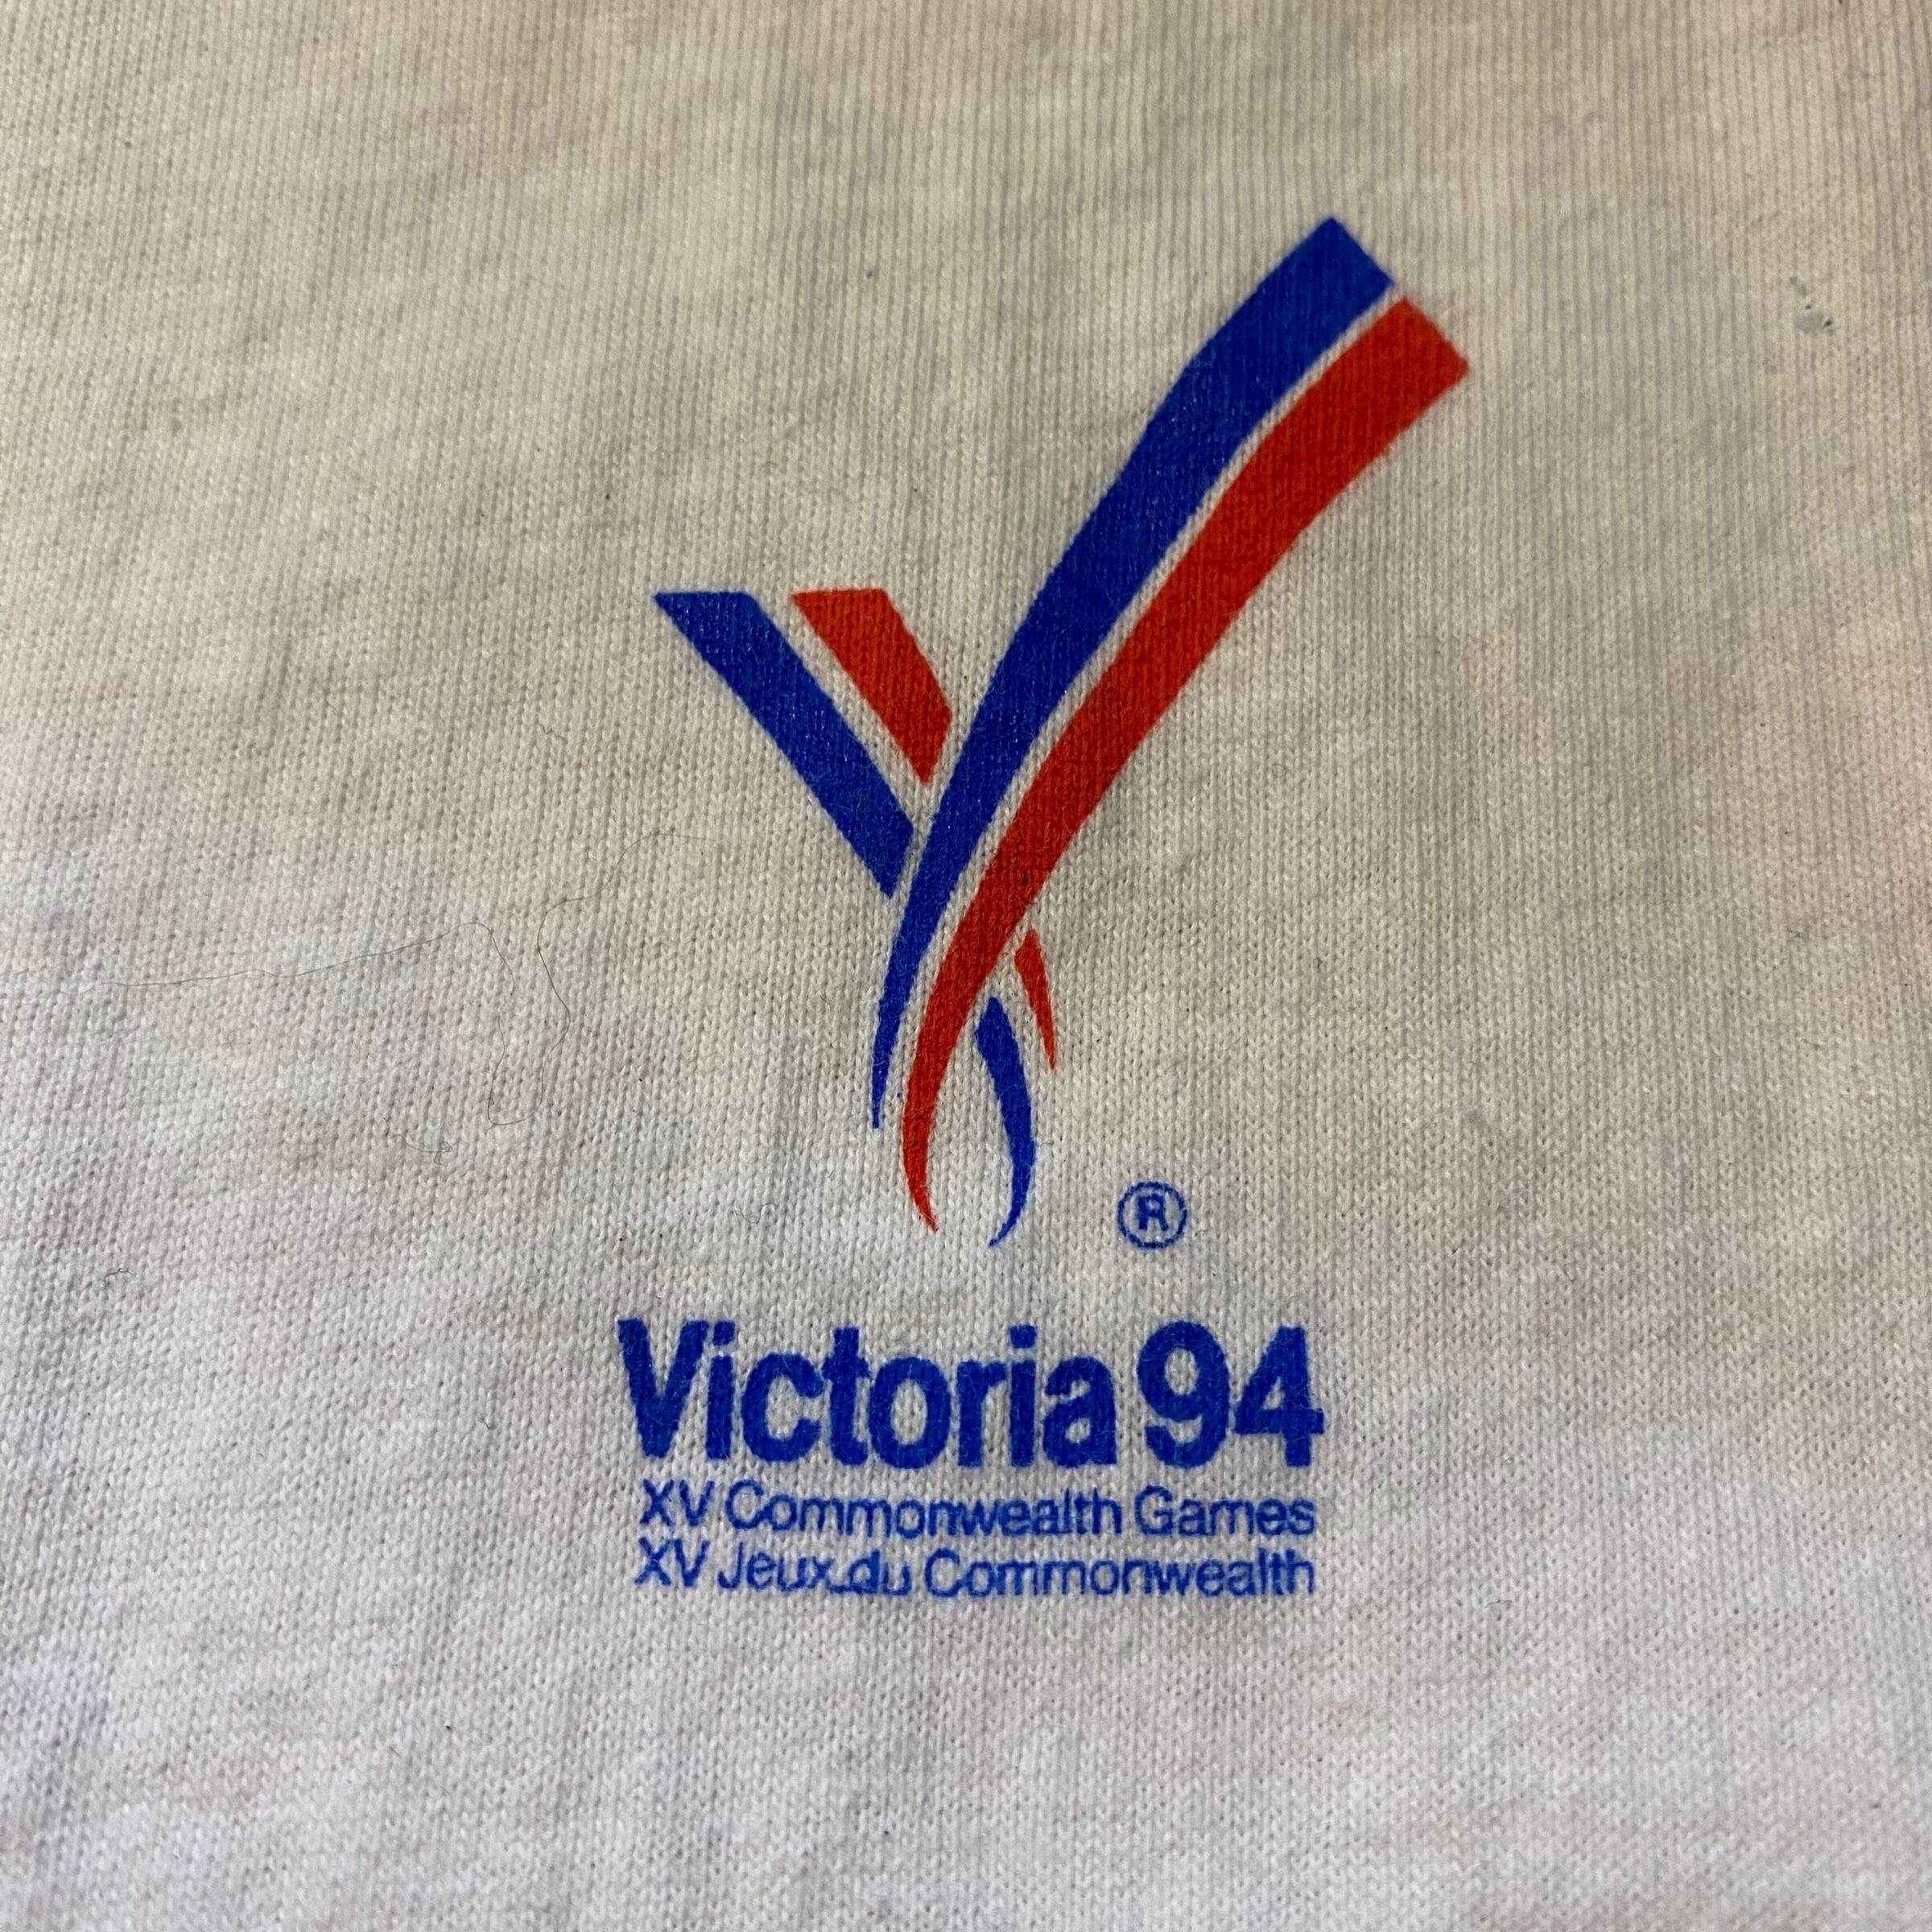 ®
Victoria 94
XV Commonwealth Games
XV Jeux du Commonwealth